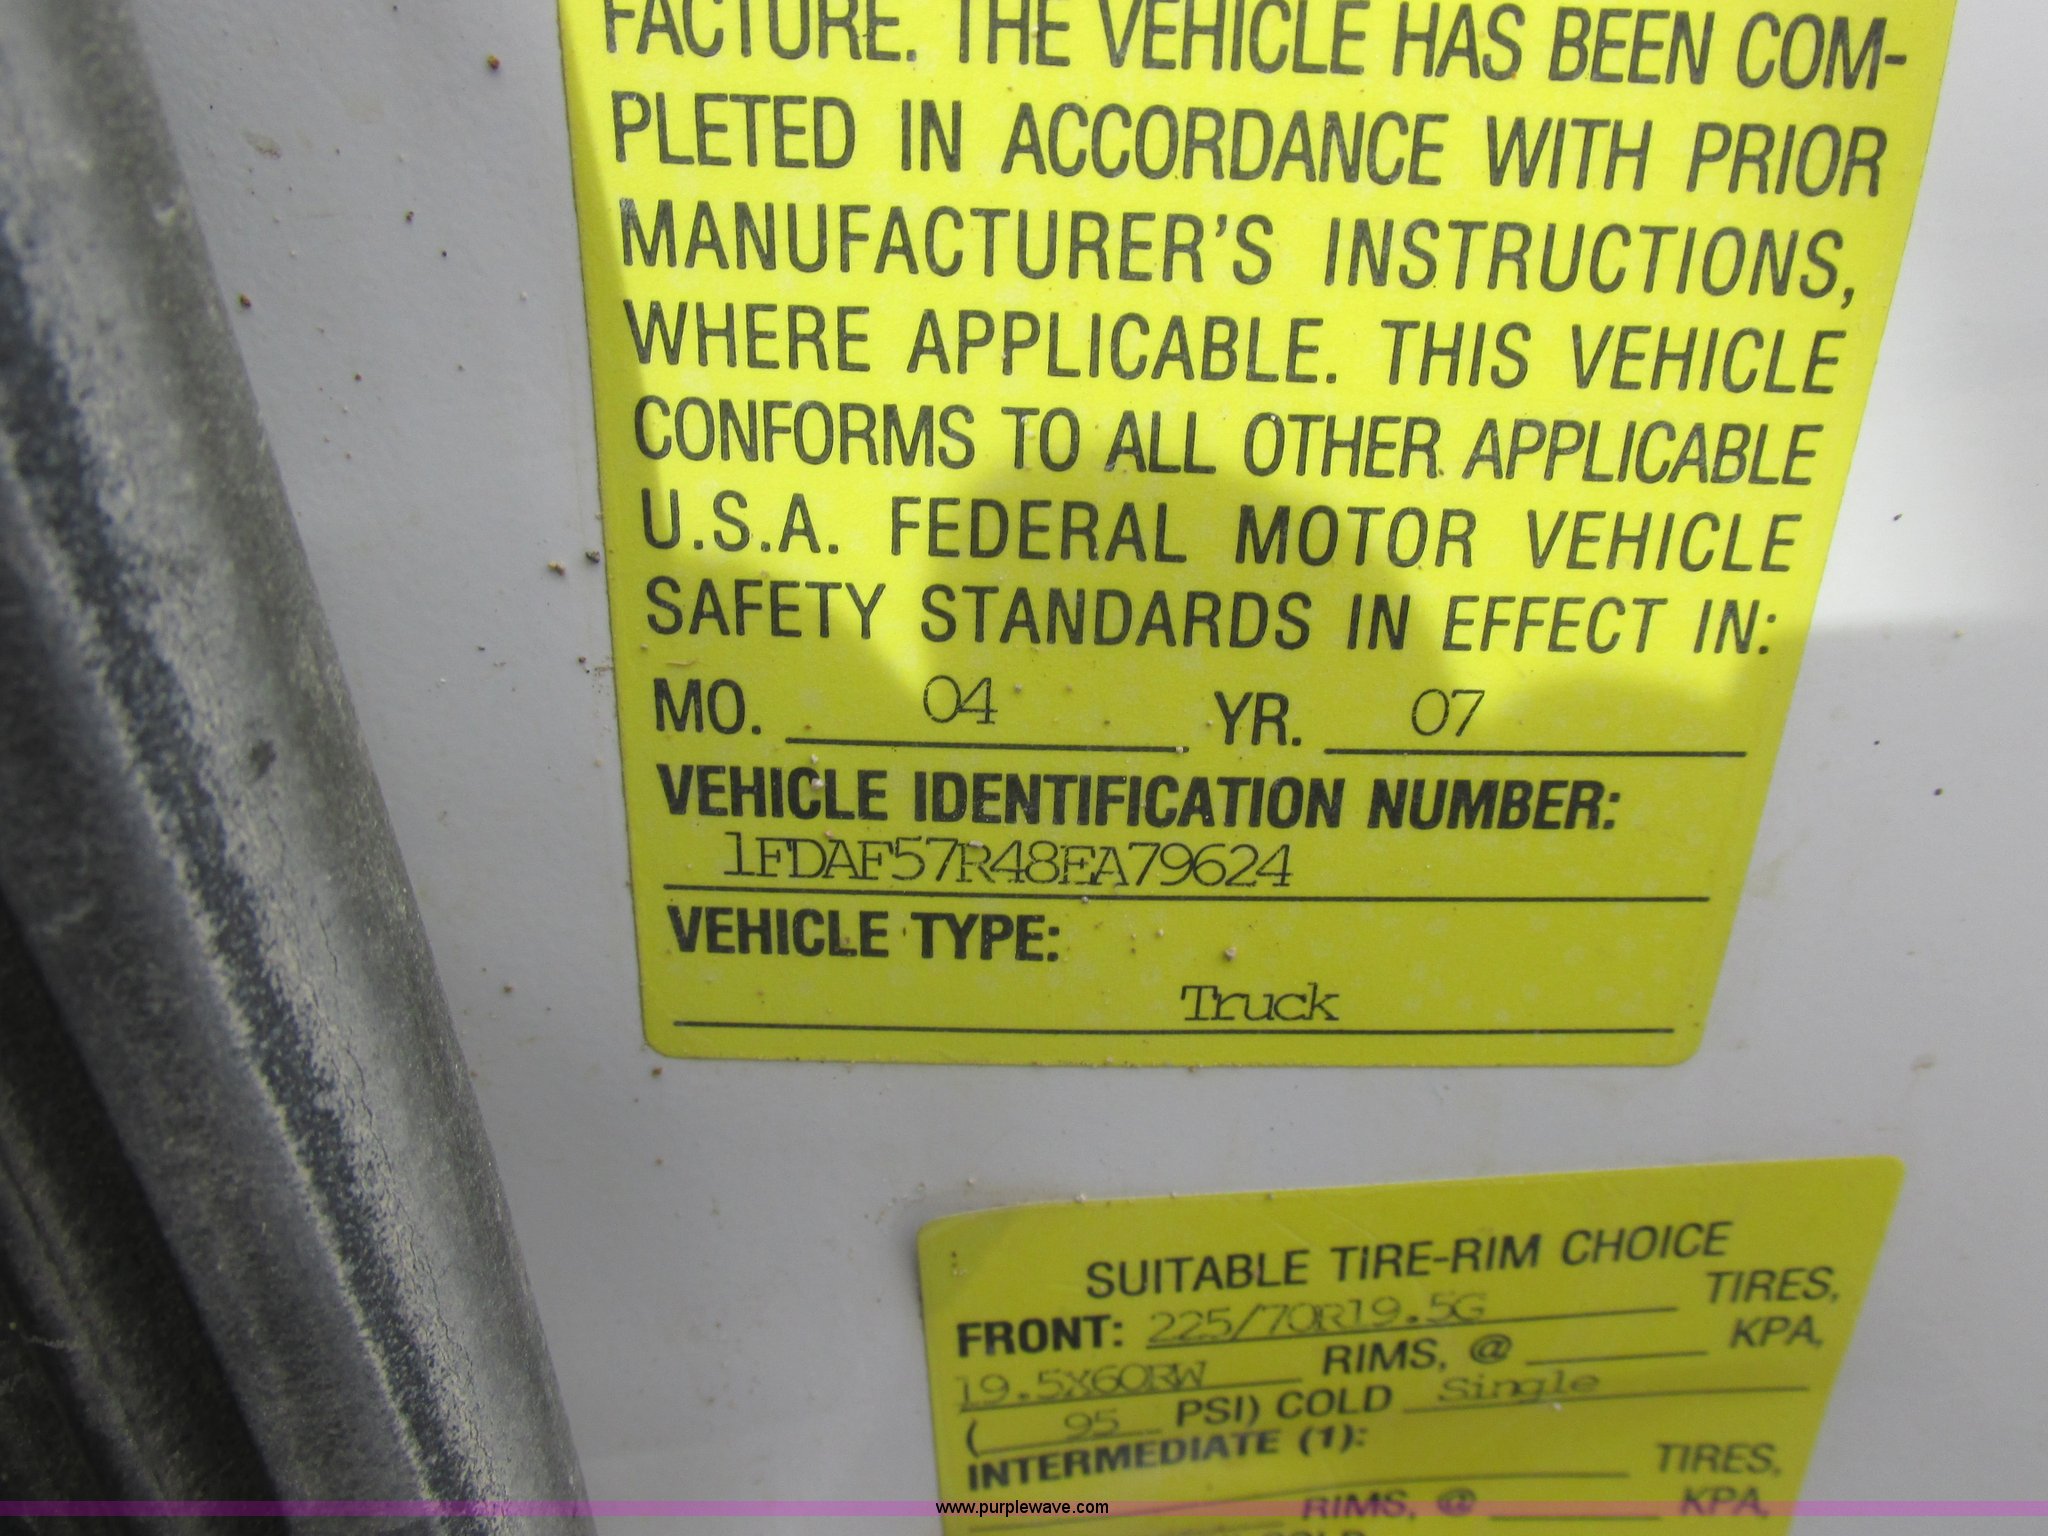 FACTURE. THE VEHICLE HAS BEEN COM-
PLETED IN ACCORDANCE WITH PRIOR
MANUFACTURER'S INSTRUCTIONS,
WHERE APPLICABLE. THIS VEHICLE
CONFORMS TO ALL OTHER APPLICABLE
U.S.A. FEDERAL MOTOR VEHICLE
SAFETY STANDARDS IN EFFECT IN:
MO. 04 YR. 07
VEHICLE IDENTIFICATION NUMBER:
1FDAF57R48EA79624
VEHICLE TYPE:
Truck
SUITABLE TIRE-RIM CHOICE
FRONT: 225/70R19.5G TIRES,
19.5X60RW RIMS, @ KPA,
( 95 PSI) COLD Single
INTERMEDIATE (1):
TIRES,
RIMS, @ KPA,
COLD
www.purplewave.com